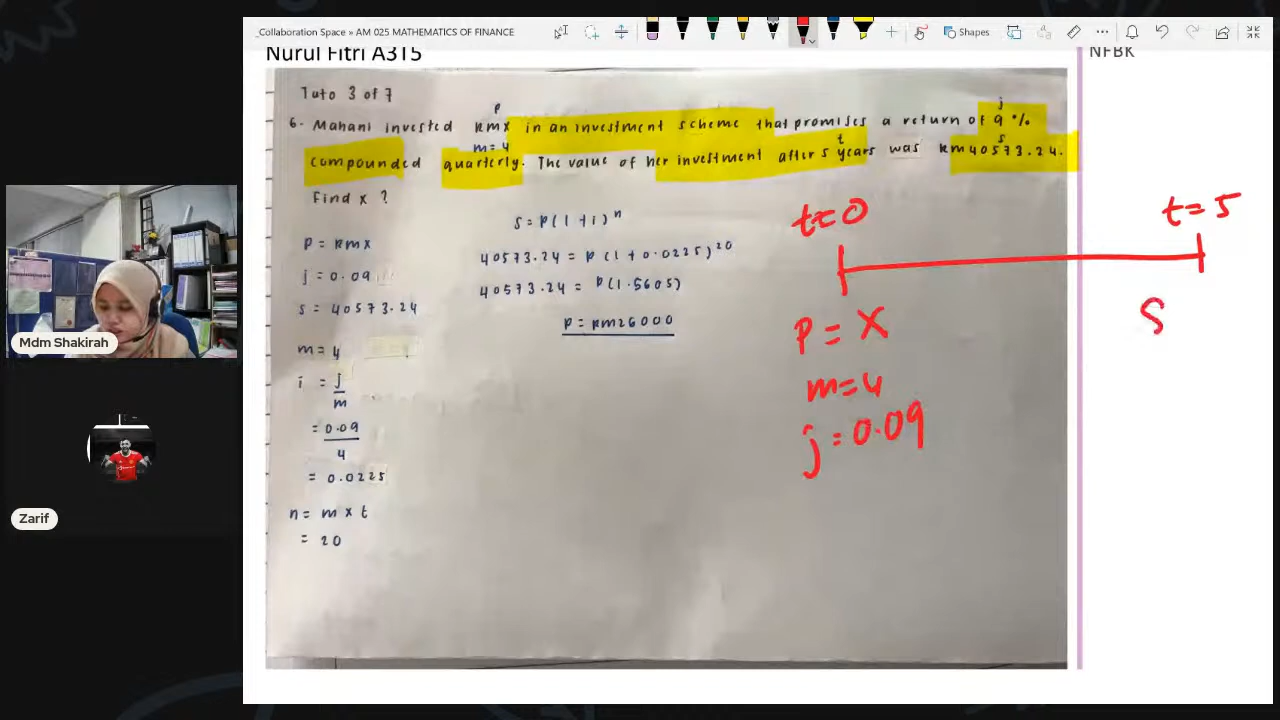 _Collaboration Space » AM 025 MATHEMATICS OF FINANCE
Shapes
Nurul Fitri A315
NFBK
Tuto 3 of 7
P
j
6. Mahani invested RMX in an investment scheme that promises a return of 9%
m=4
t
s
compounded quarterly. The value of her investment after 5 years was RM40573.24.
Find x ?
P = RMX
j = 0.09
S = 40573.24
m = 4
i = j
m
= 0.09
4
= 0.0225
n = m x t
= 20
S = P(1+i)^n
40573.24 = P(1+0.0225)^20
40573.24 = P(1.5605)
P = RM26000
t=0
t=5
P = X
S
m=4
j=0.09
Mdm Shakirah
Zarif